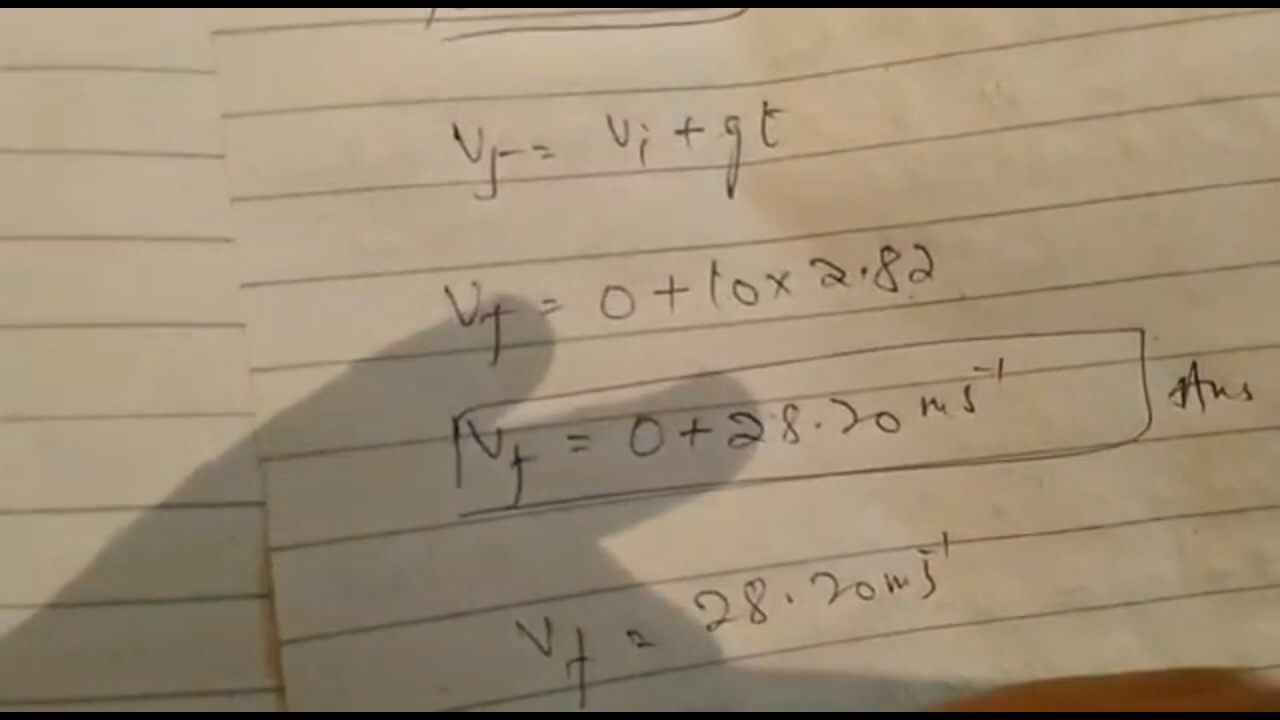 Vf = Vi + gt
Vf = 0 + 10 x 2.82
Vf = 0 + 28.20 ms⁻¹ Ans
Vf = 28.20 ms⁻¹